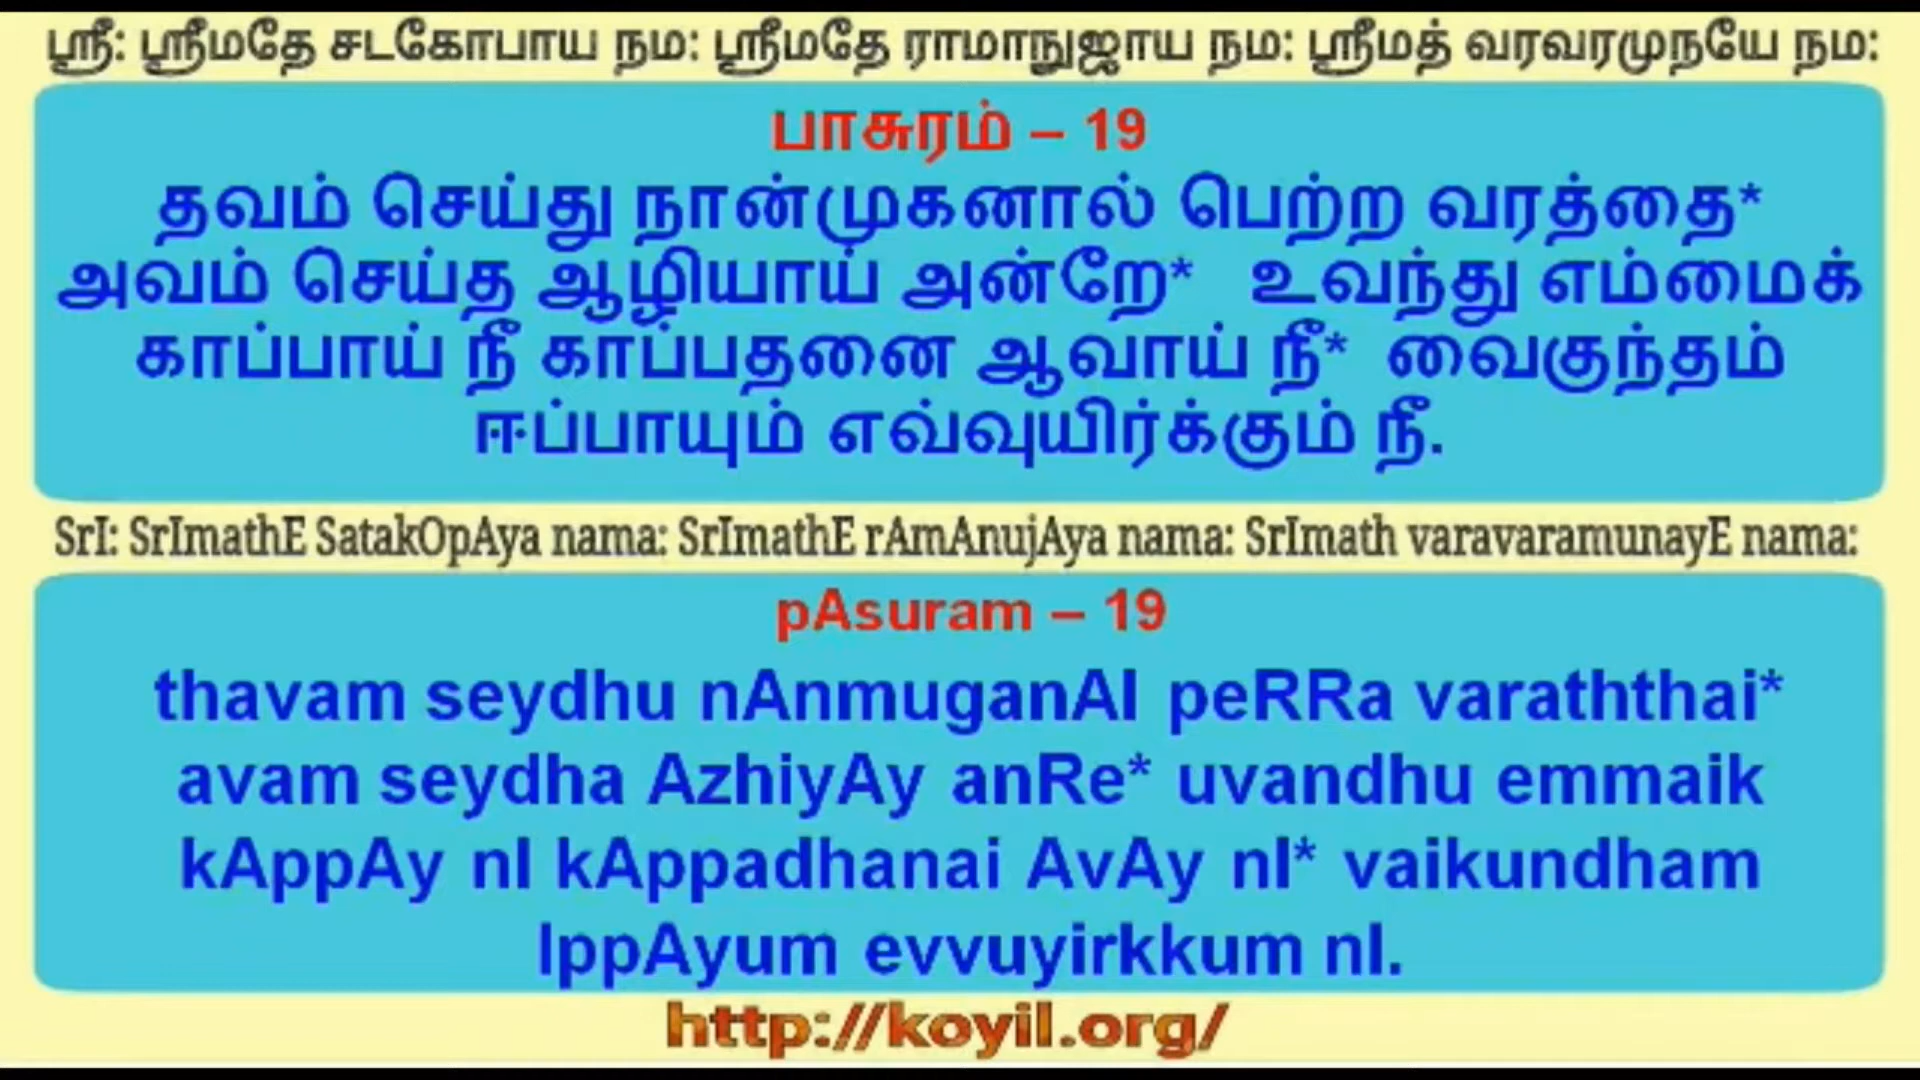 ஸ்ரீ: ஸ்ரீமதே சடகோபாய நம: ஸ்ரீமதே ராமாநுஜாய நம: ஸ்ரீமத் வரவரமுநயே நம:
பாசுரம் – 19
தவம் செய்து நான்முகனால் பெற்ற வரத்தை*
அவம் செய்த ஆழியாய் அன்றே* உவந்து எம்மைக்
காப்பாய் நீ காப்பதனை ஆவாய் நீ* வைகுந்தம்
ஈப்பாயும் எவ்வுயிர்க்கும் நீ.
SrI: SrImathE SatakOpAya nama: SrImathE rAmAnujAya nama: SrImath varavaramunayE nama:
pAsuram – 19
thavam seydhu nAnmuganAl peRRa varaththai*
avam seydha AzhiyAy anRe* uvandhu emmaik
kAppAy nI kAppadhanai AvAy nI* vaikundham
IppAyum evvuyirkkum nI.
http://koyil.org/